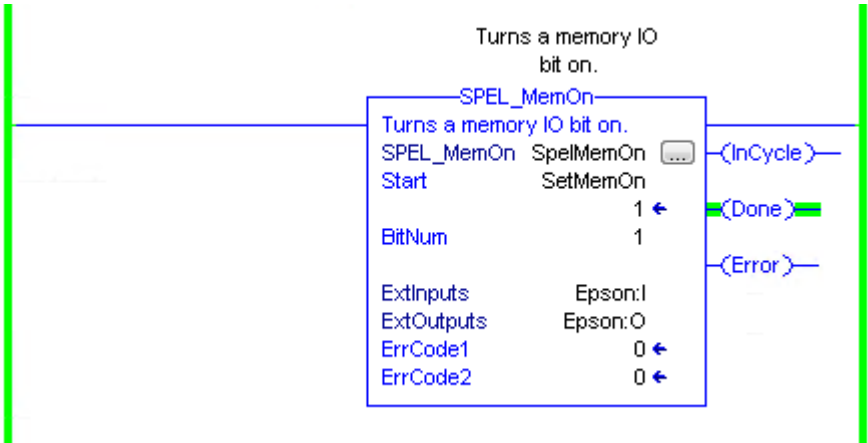 Turns a memory IO
bit on.
SPEL_MemOn
Turns a memory IO bit on.
SPEL_MemOn SpelMemOn ...
(InCycle)
Start SetMemOn
1
(Done)
BitNum 1
(Error)
ExtInputs Epson:I
ExtOutputs Epson:O
ErrCode1 0
ErrCode2 0